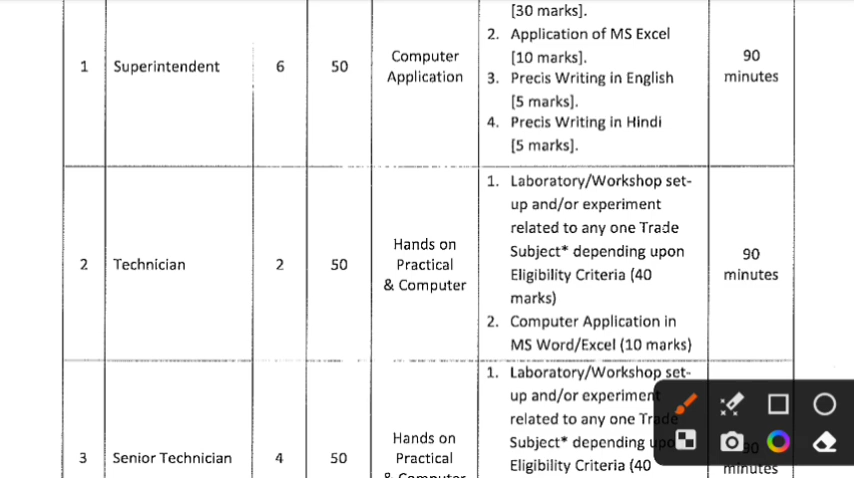 [30 marks].
1 Superintendent 6 50 Computer Application
2. Application of MS Excel
[10 marks].
3. Precis Writing in English
[5 marks].
4. Precis Writing in Hindi
[5 marks].
90 minutes
2 Technician 2 50 Hands on Practical & Computer
1. Laboratory/Workshop set-
up and/or experiment
related to any one Trade
Subject* depending upon
Eligibility Criteria (40
marks)
2. Computer Application in
MS Word/Excel (10 marks)
90 minutes
3 Senior Technician 4 50 Hands on Practical & Computer
1. Laboratory/Workshop set-
up and/or experiment
related to any one Trade
Subject* depending upo
Eligibility Criteria (40
90 minutes